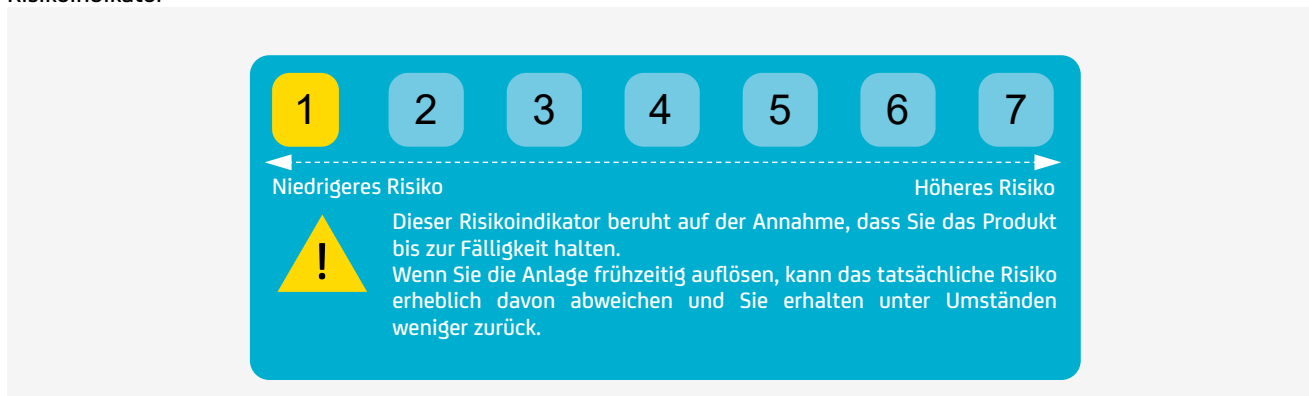 Risikoindikator
1 2 3 4 5 6 7
Niedrigeres Risiko Höheres Risiko
! Dieser Risikoindikator beruht auf der Annahme, dass Sie das Produkt
bis zur Fälligkeit halten.
Wenn Sie die Anlage frühzeitig auflösen, kann das tatsächliche Risiko
erheblich davon abweichen und Sie erhalten unter Umständen
weniger zurück.